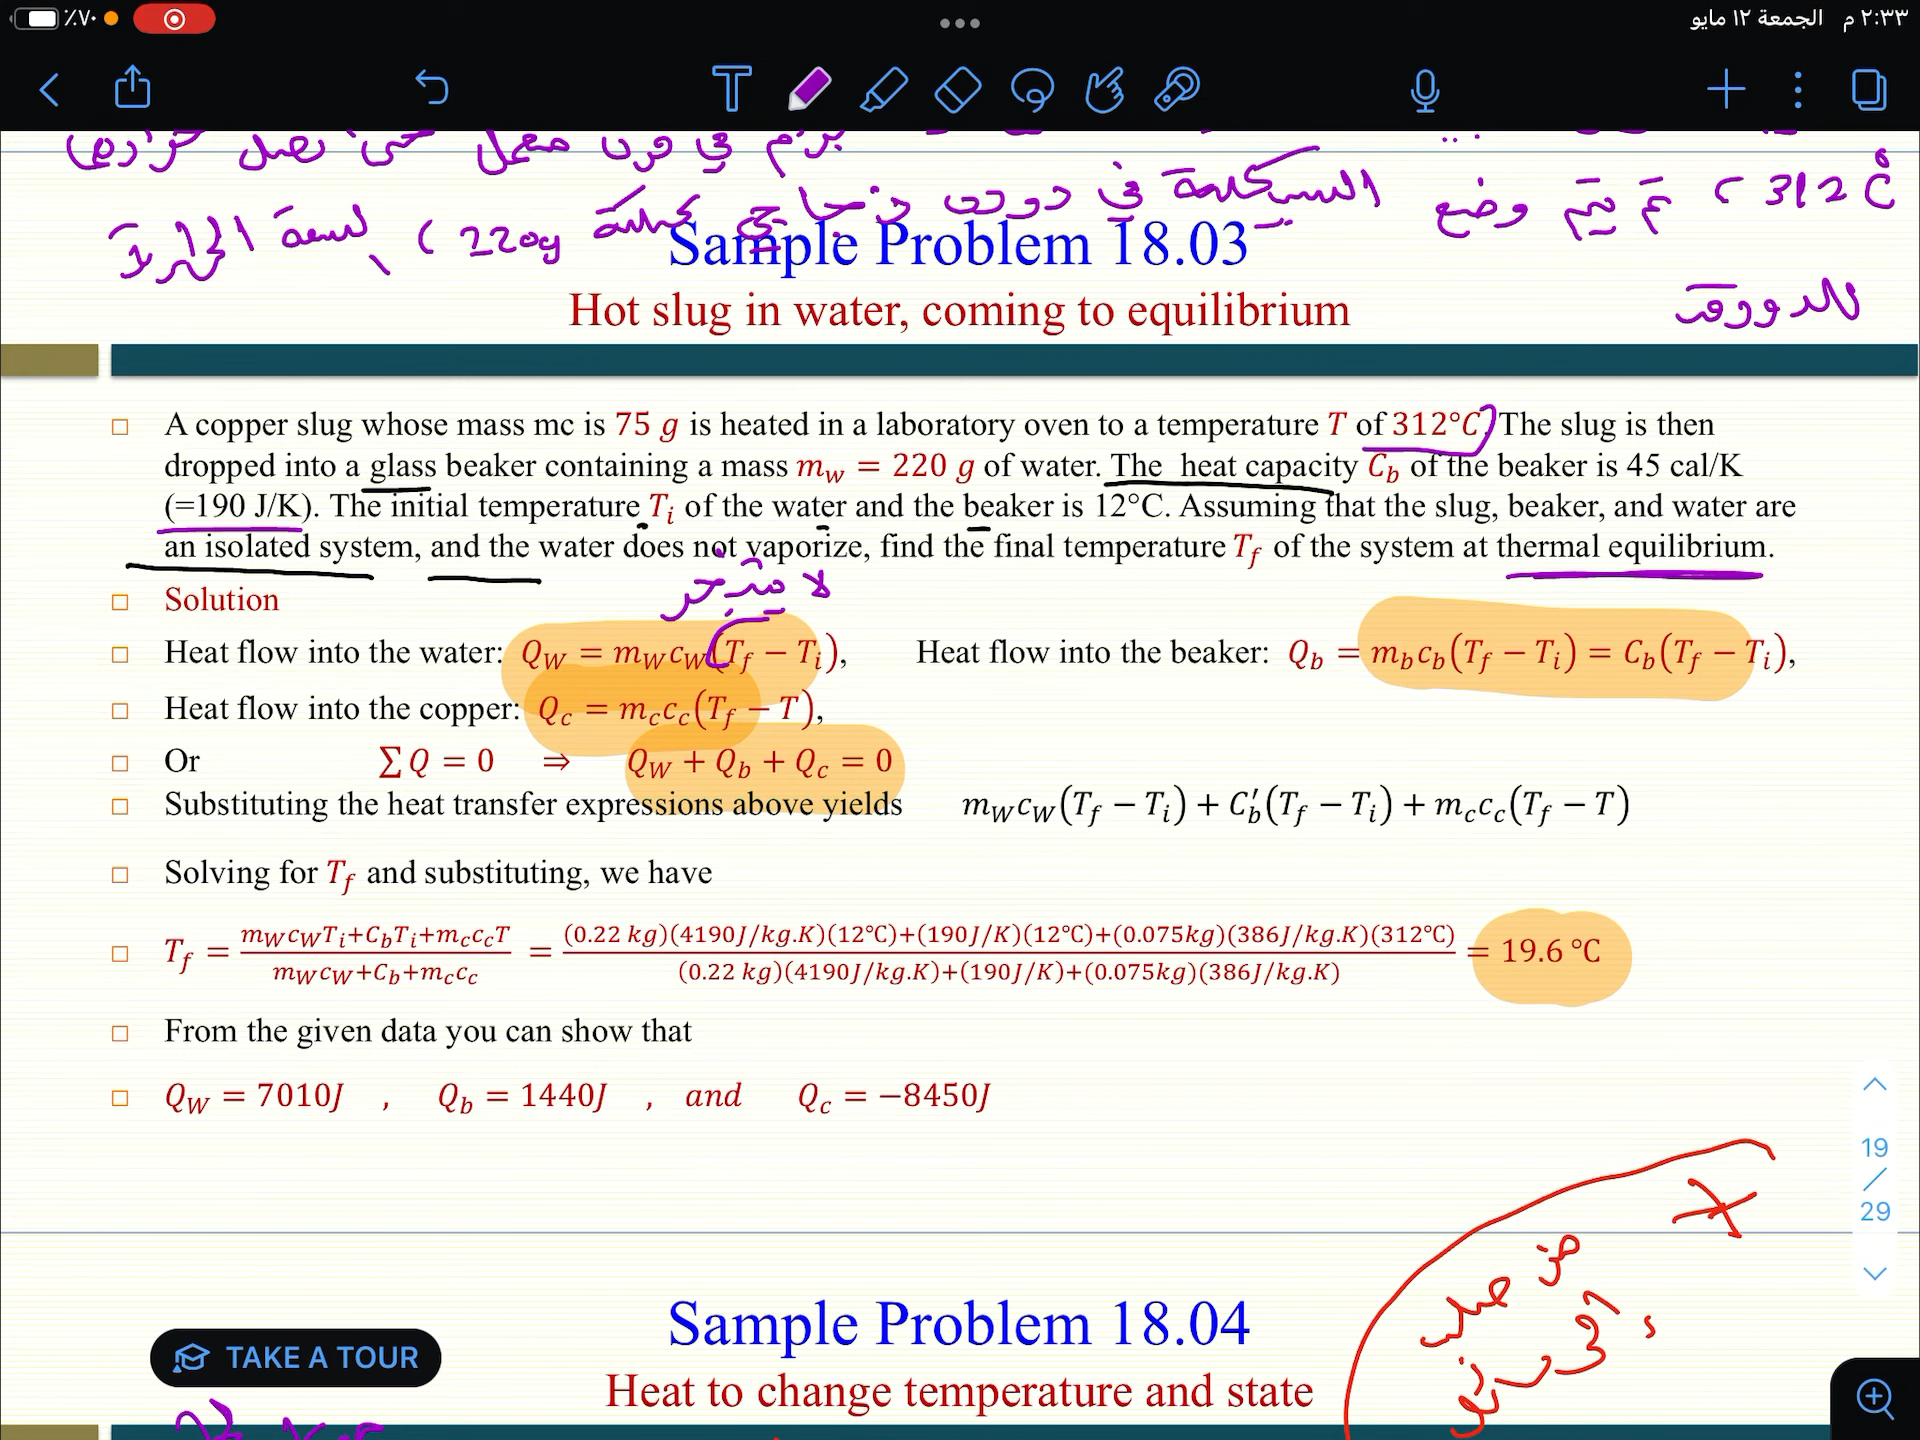 ٪٧٠
٢:٣٣ م الجمعة ١٢ مايو
312 C° ) ثم يتم وضع السبيكة في دورق زجاجي كتلة 220g )
للدورق
Sample Problem 18.03
Hot slug in water, coming to equilibrium
A copper slug whose mass mc is 75 g is heated in a laboratory oven to a temperature T of 312°C. The slug is then
dropped into a glass beaker containing a mass m_w = 220 g of water. The heat capacity C_b of the beaker is 45 cal/K
(=190 J/K). The initial temperature T_i of the water and the beaker is 12°C. Assuming that the slug, beaker, and water are
an isolated system, and the water does not vaporize, find the final temperature T_f of the system at thermal equilibrium.
لا يتبخر
Solution
Heat flow into the water: Q_W = m_W c_W(T_f − T_i), Heat flow into the beaker: Q_b = m_b c_b(T_f − T_i) = C_b(T_f − T_i),
Heat flow into the copper: Q_c = m_c c_c(T_f − T),
Or ∑Q = 0 ⇒ Q_W + Q_b + Q_c = 0
Substituting the heat transfer expressions above yields m_W c_W(T_f − T_i) + C_b′(T_f − T_i) + m_c c_c(T_f − T)
Solving for T_f and substituting, we have
T_f = (m_W c_W T_i+C_b T_i+m_c c_c T)/(m_W c_W+C_b+m_c c_c) = ((0.22 kg)(4190J/kg.K)(12°C)+(190J/K)(12°C)+(0.075kg)(386J/kg.K)(312°C))/((0.22 kg)(4190J/kg.K)+(190J/K)+(0.075kg)(386J/kg.K)) = 19.6 °C
From the given data you can show that
Q_W = 7010J , Q_b = 1440J , and Q_c = −8450J
19
/
29
Sample Problem 18.04
Heat to change temperature and state
TAKE A TOUR